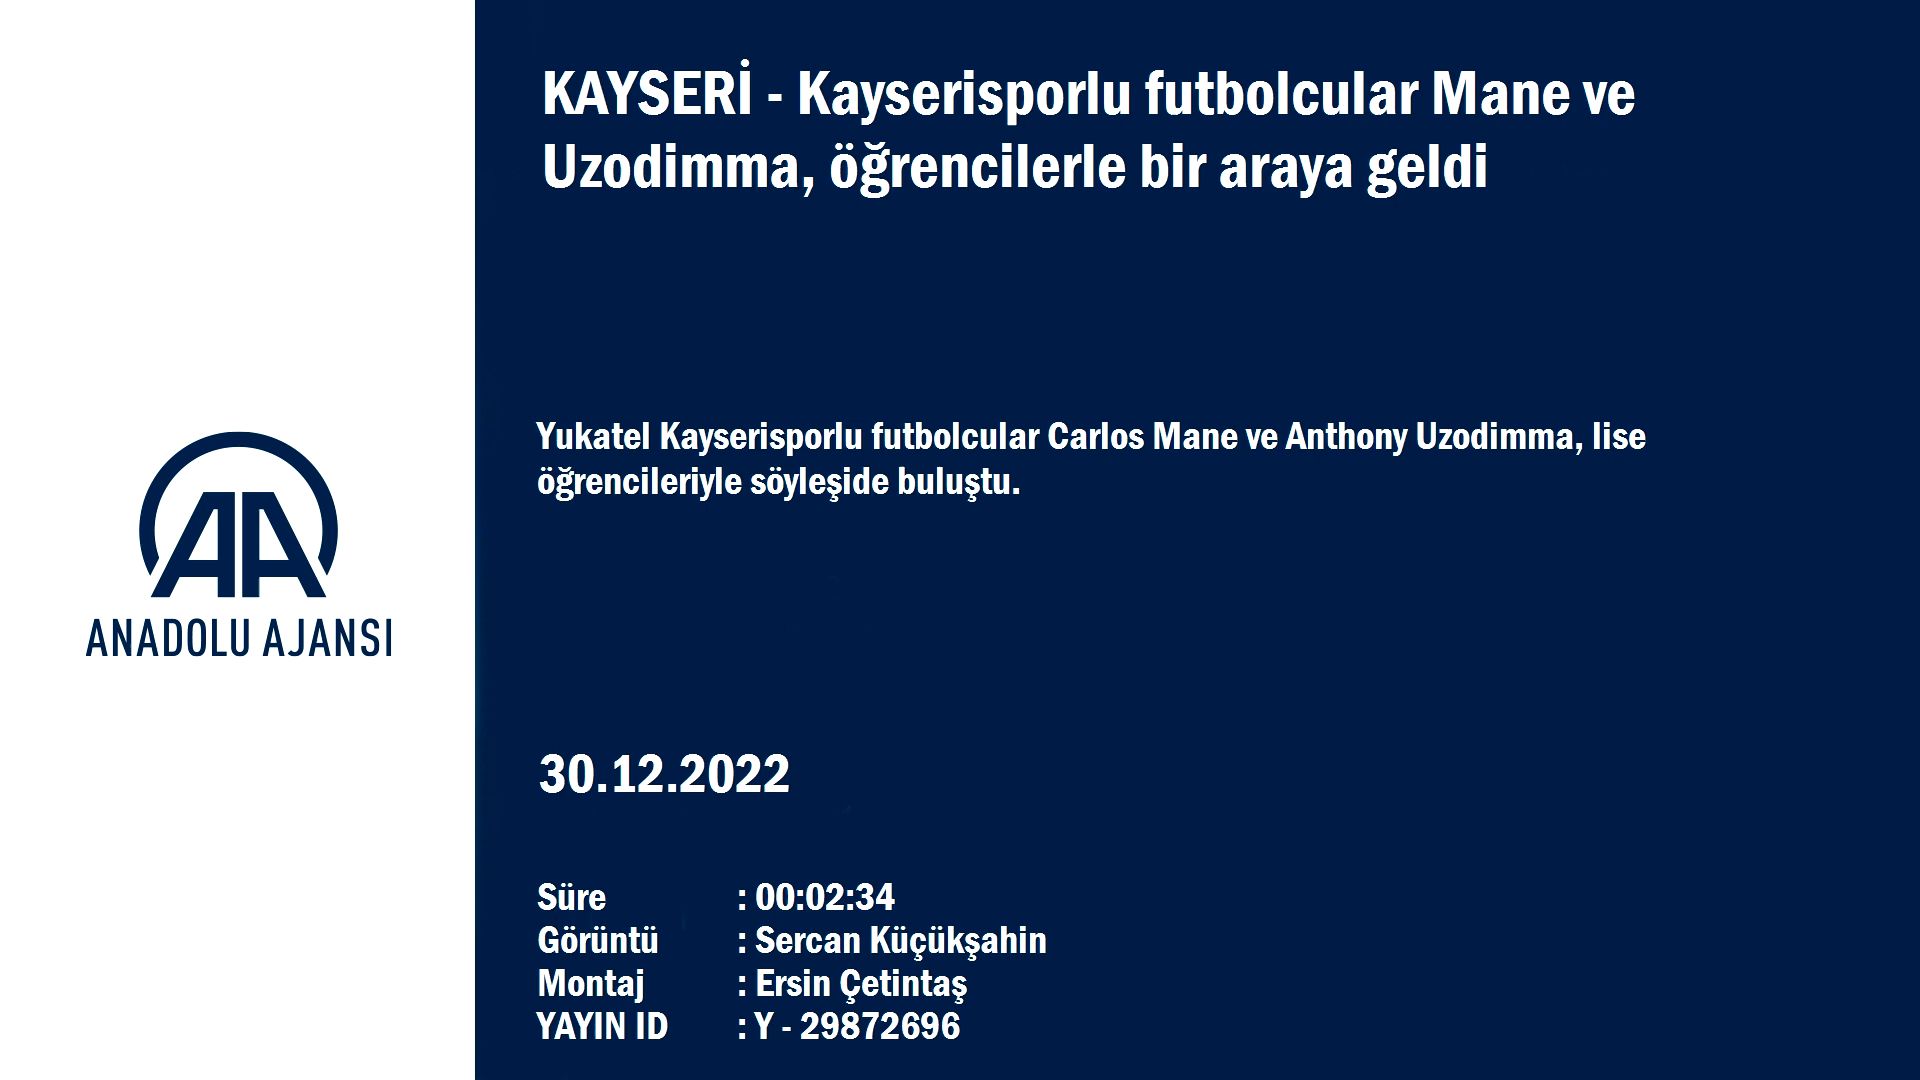 KAYSERİ - Kayserisporlu futbolcular Mane ve
Uzodimma, öğrencilerle bir araya geldi
Yukatel Kayserisporlu futbolcular Carlos Mane ve Anthony Uzodimma, lise
öğrencileriyle söyleşide buluştu.
AA
ANADOLU AJANSI
30.12.2022
Süre : 00:02:34
Görüntü : Sercan Küçükşahin
Montaj : Ersin Çetintaş
YAYIN ID : Y - 29872696